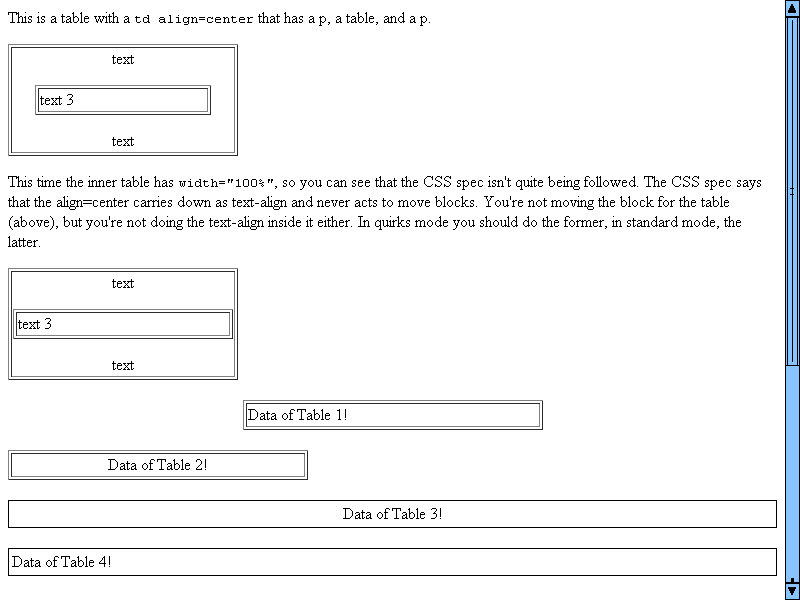 This is a table with a td align=center that has a p, a table, and a p.
text
text 3
text
This time the inner table has width="100%", so you can see that the CSS spec isn't quite being followed. The CSS spec says
that the align=center carries down as text-align and never acts to move blocks. You're not moving the block for the table
(above), but you're not doing the text-align inside it either. In quirks mode you should do the former, in standard mode, the
latter.
text
text 3
text
Data of Table 1!
Data of Table 2!
Data of Table 3!
Data of Table 4!